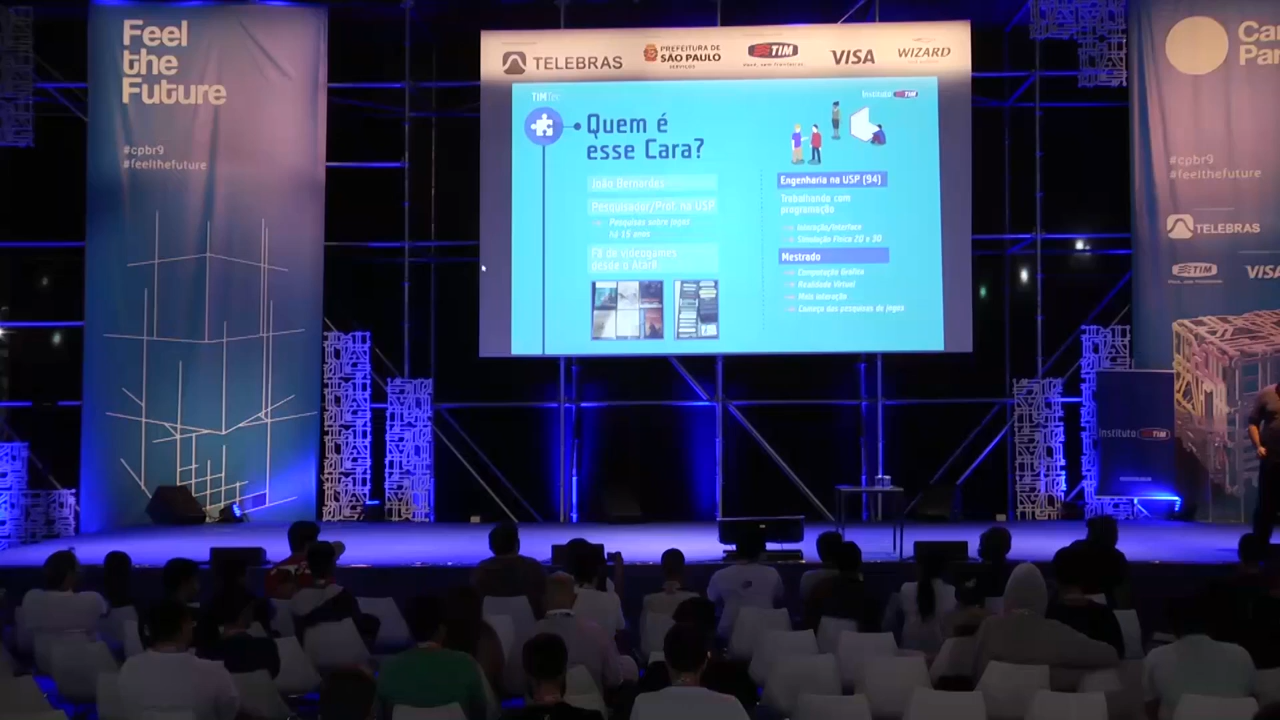 Feel
the
Future
#cpbr9
#feelthefuture
TELEBRAS
PREFEITURA DE
SÃO PAULO
TIM
VISA
WIZARD
TIMTec
Instituto TIM
Quem é
esse Cara?
João Bernardes
Pesquisador/Prof. na USP
Pesquisas sobre jogos
há 15 anos
Fã de videogames
desde o Atari
Engenharia na USP (94)
Trabalhando com
programação
Interação/Interface
Simulação Física 2D e 3D
Mestrado
Computação Gráfica
Realidade Virtual
Mais interação
Começo das pesquisas de jogos
#cpbr9
#feelthefuture
TELEBRAS
TIM
VISA
Instituto TIM